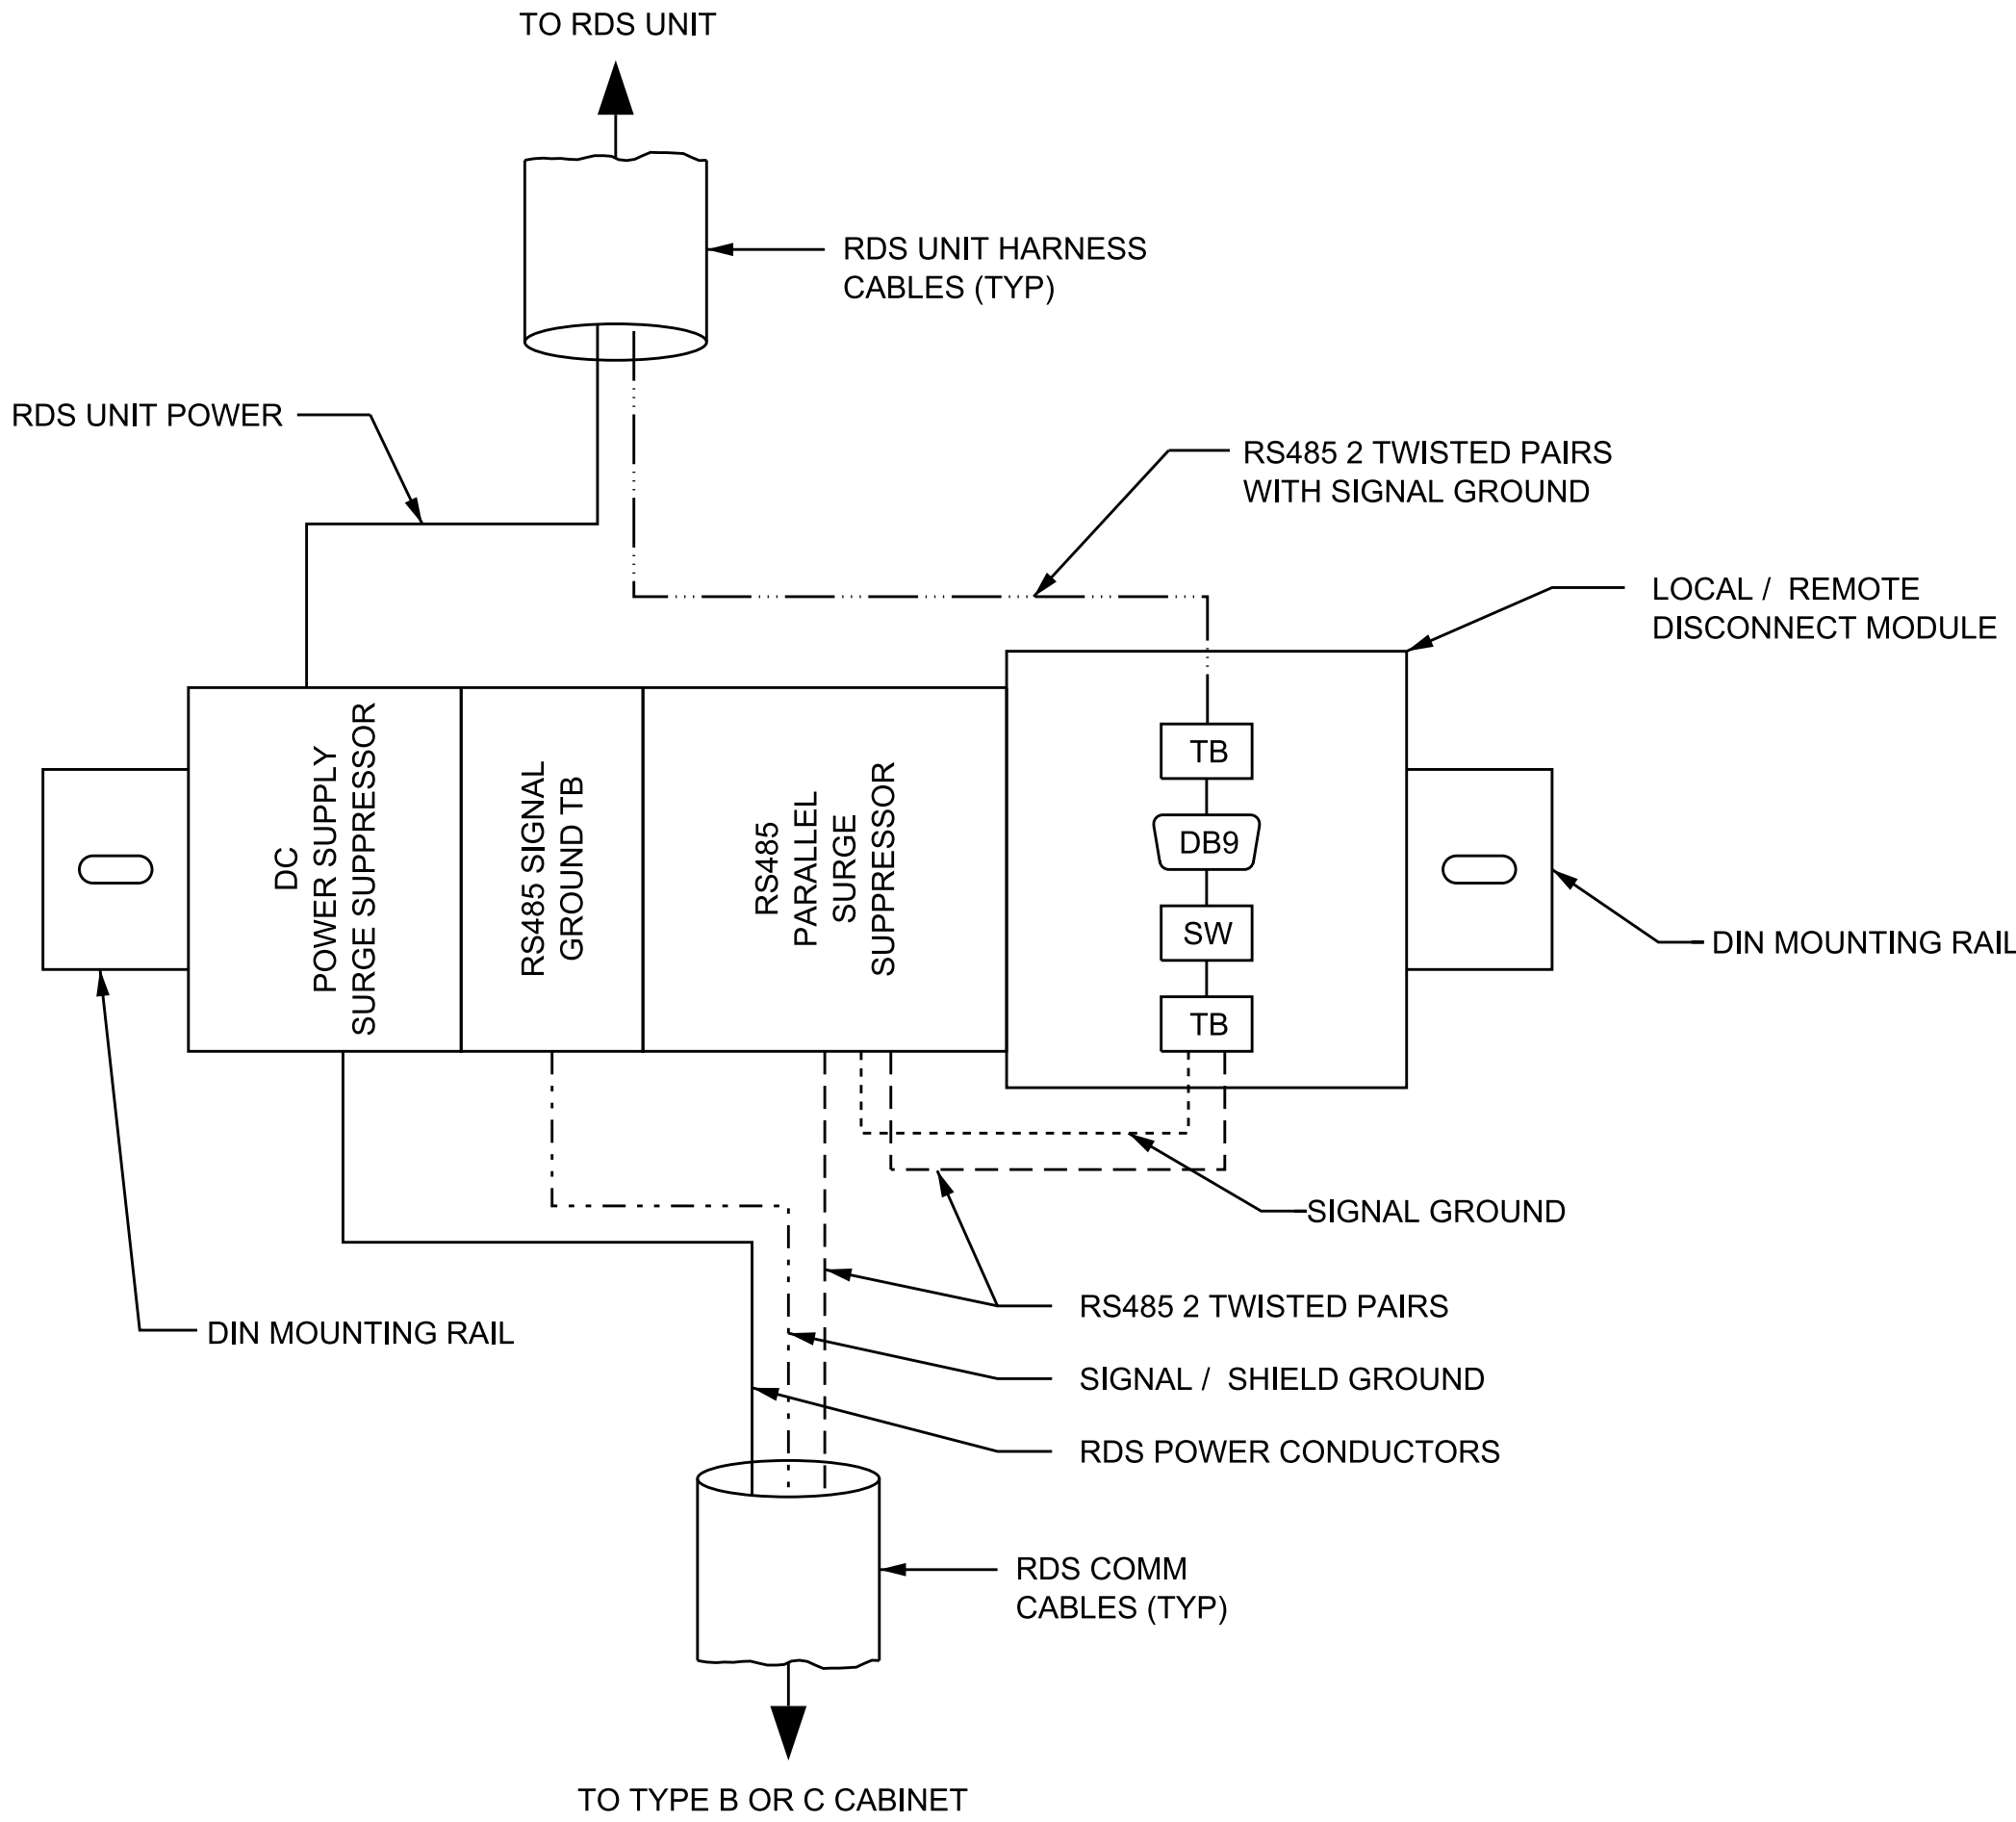 TO RDS UNIT
RDS UNIT HARNESS
CABLES (TYP)
RDS UNIT POWER
RS485 2 TWISTED PAIRS
WITH SIGNAL GROUND
LOCAL / REMOTE
DISCONNECT MODULE
DC
POWER SUPPLY
SURGE SUPPPRESSOR
RS485 SIGNAL
GROUND TB
RS485
PARALLEL
SURGE
SUPPRESSOR
TB
DB9
SW
TB
DIN MOUNTING RAIL
SIGNAL GROUND
RS485 2 TWISTED PAIRS
DIN MOUNTING RAIL
SIGNAL / SHIELD GROUND
RDS POWER CONDUCTORS
RDS COMM
CABLES (TYP)
TO TYPE B OR C CABINET